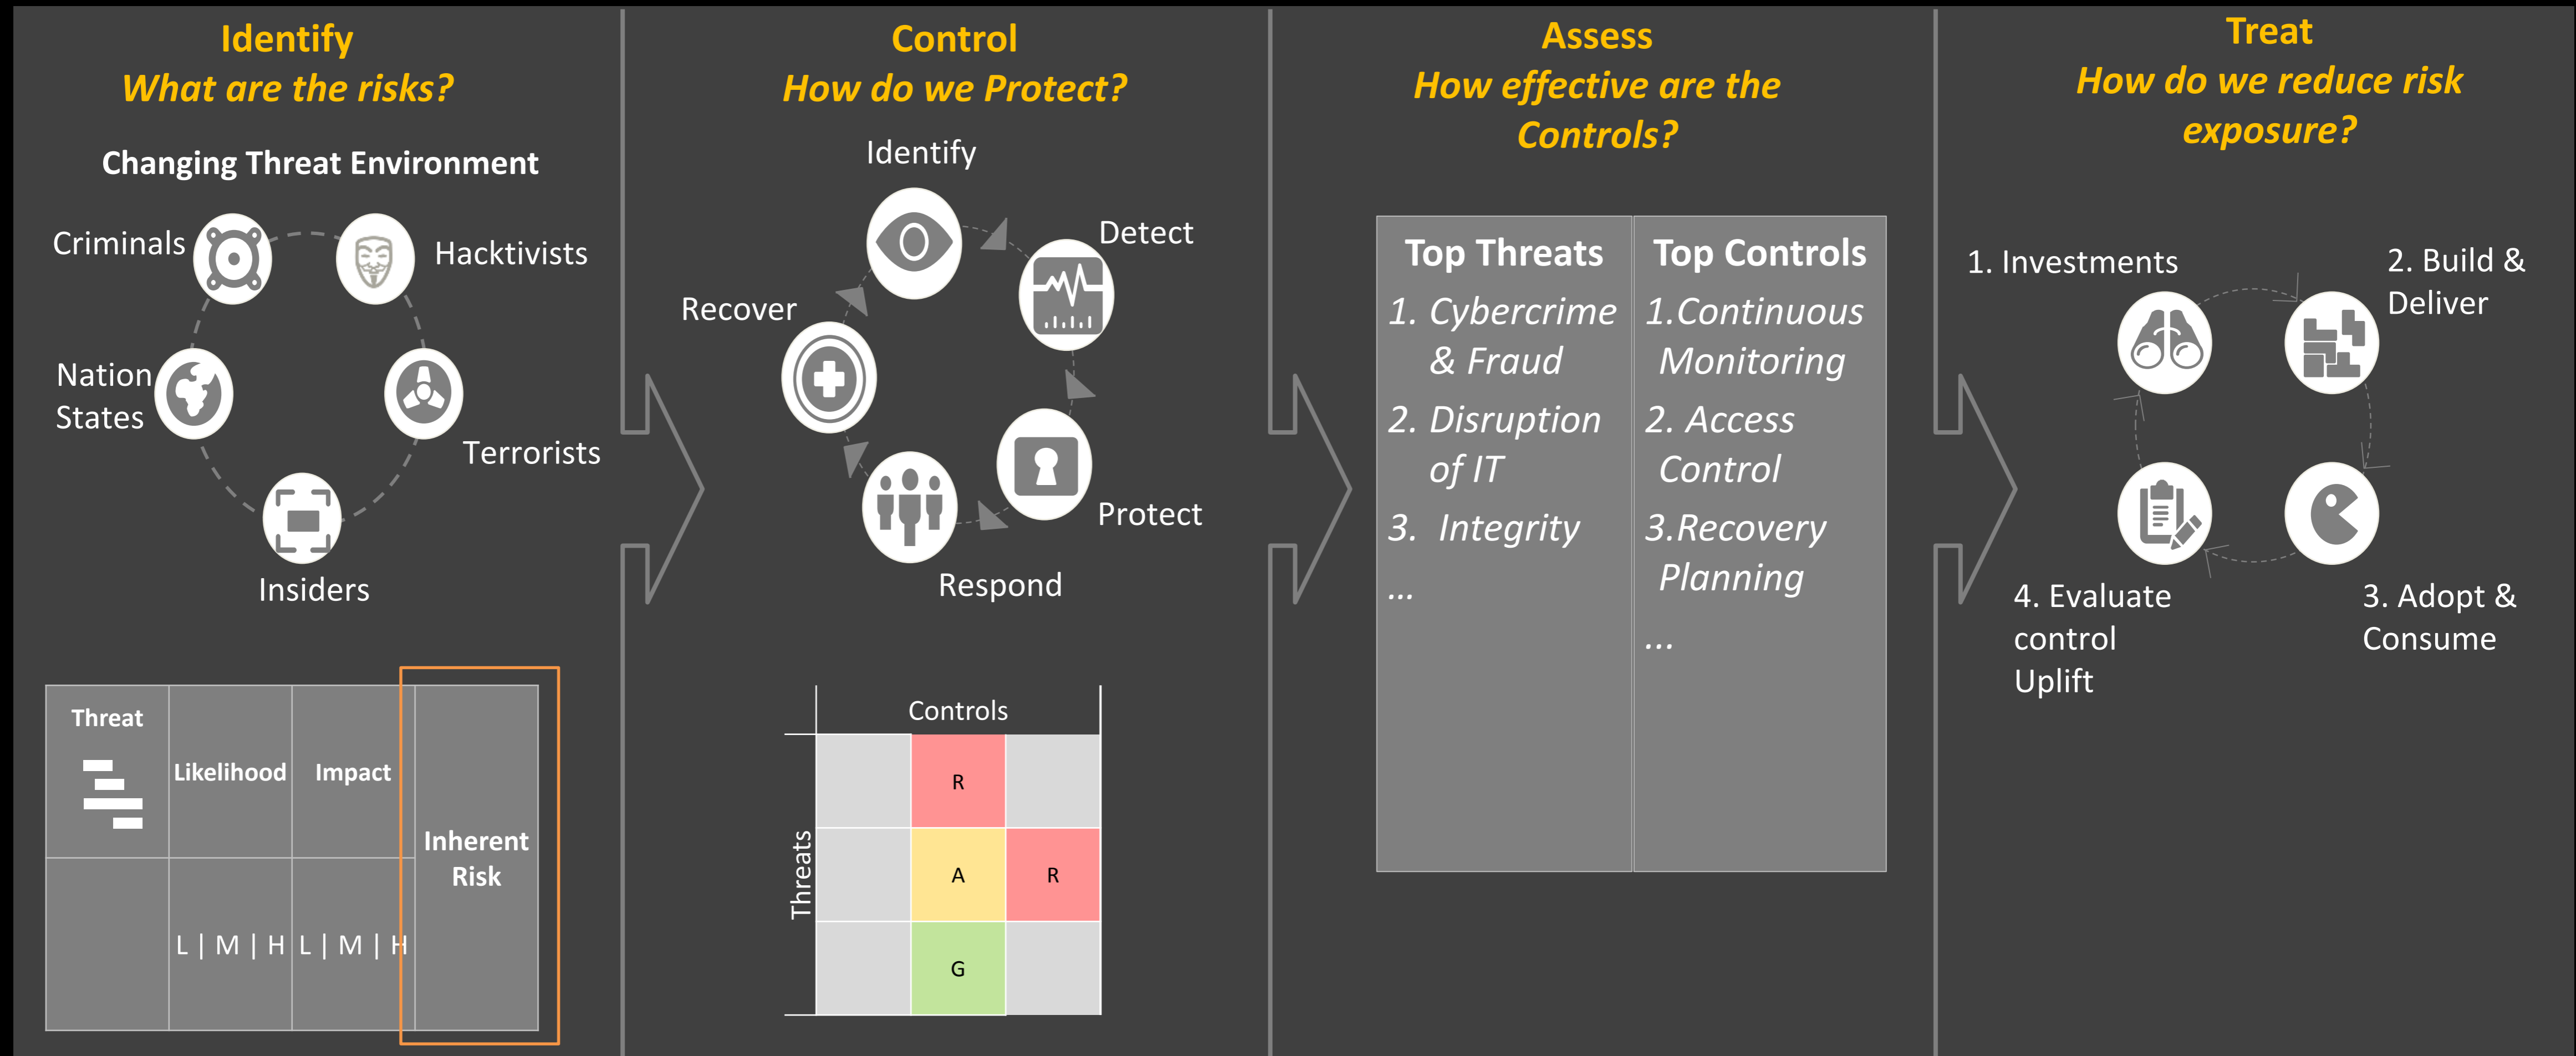 Identify
What are the risks?
Changing Threat Environment
Criminals
Hacktivists
Nation
States
Terrorists
Insiders
Threat
Likelihood
Impact
Inherent
Risk
L | M | H
L | M | H
Control
How do we Protect?
Identify
Detect
Recover
Protect
Respond
Controls
Threats
R
A
R
G
Assess
How effective are the
Controls?
Top Threats
1. Cybercrime
& Fraud
2. Disruption
of IT
3. Integrity
...
Top Controls
1.Continuous
Monitoring
2. Access
Control
3.Recovery
Planning
...
Treat
How do we reduce risk
exposure?
1. Investments
2. Build &
Deliver
4. Evaluate
control
Uplift
3. Adopt &
Consume